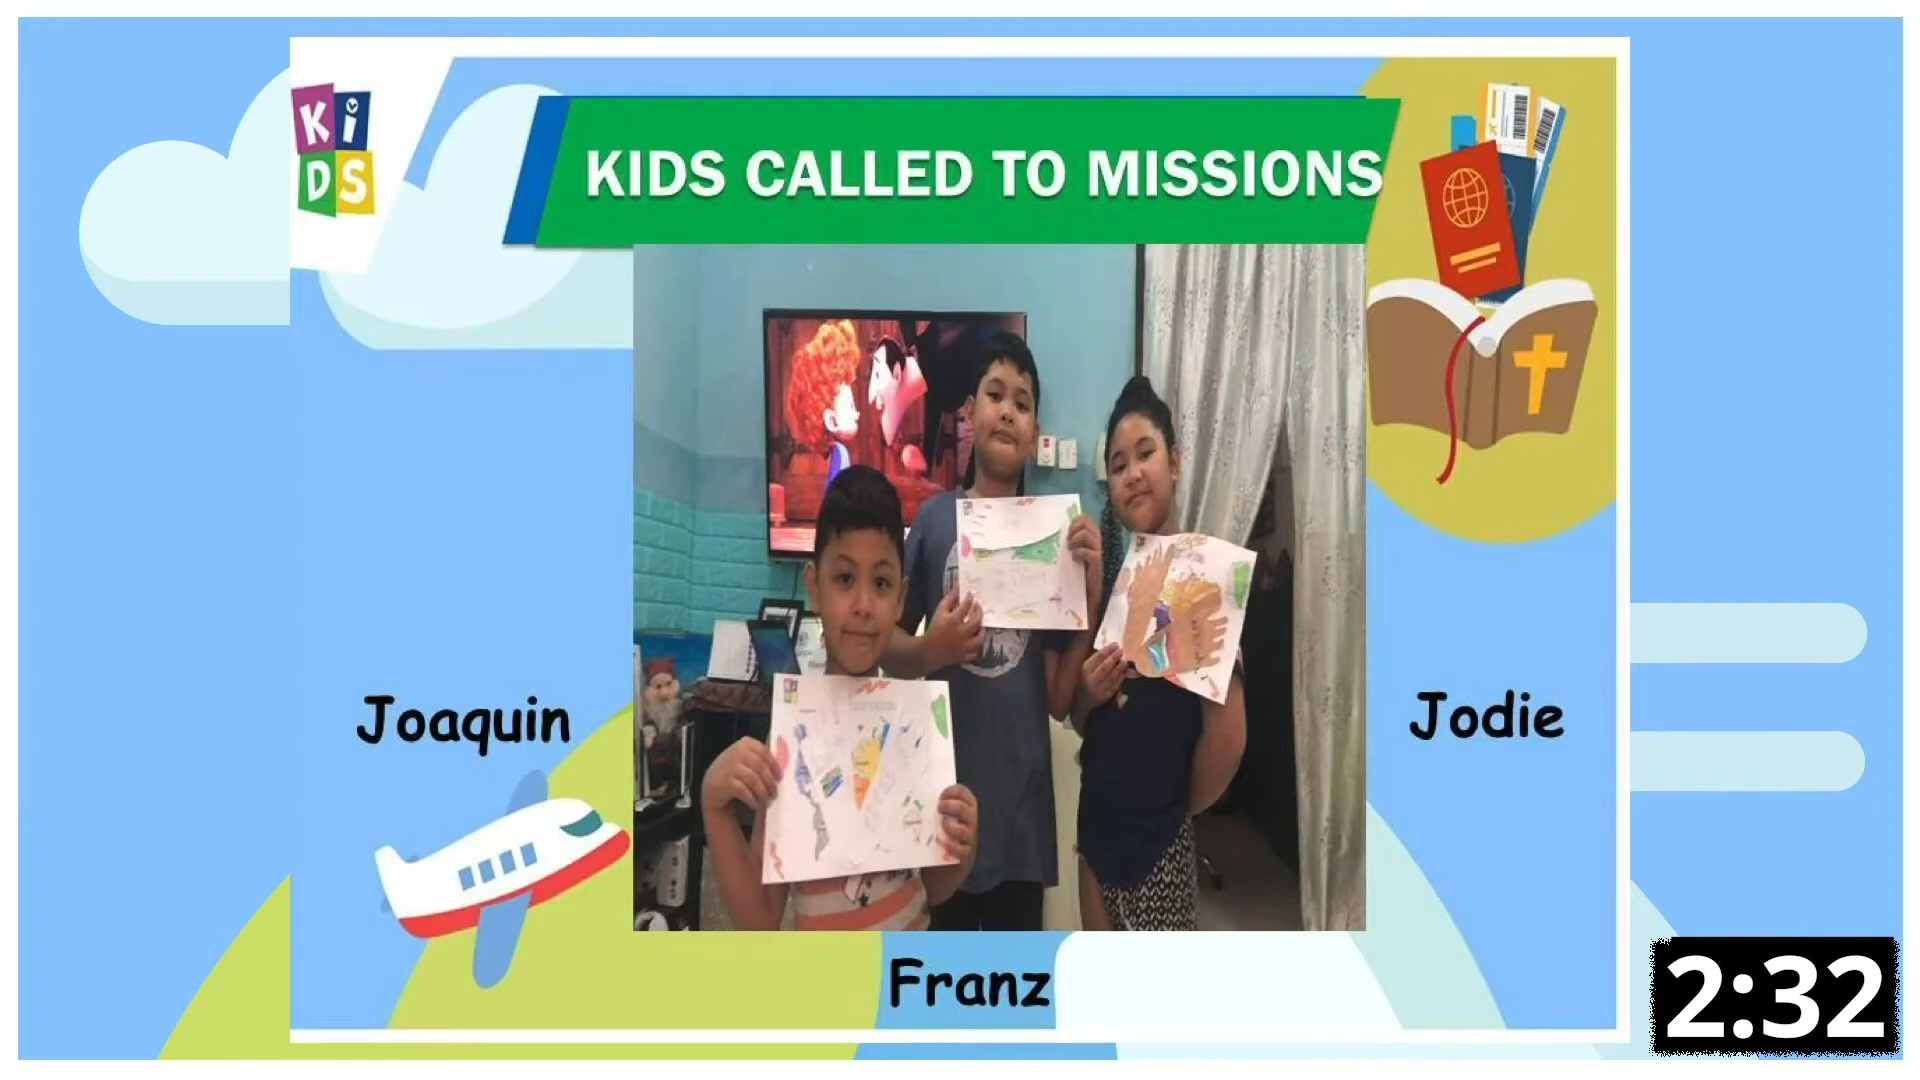 KiDS
KIDS CALLED TO MISSIONS
Joaquin
Jodie
Franz
2:32